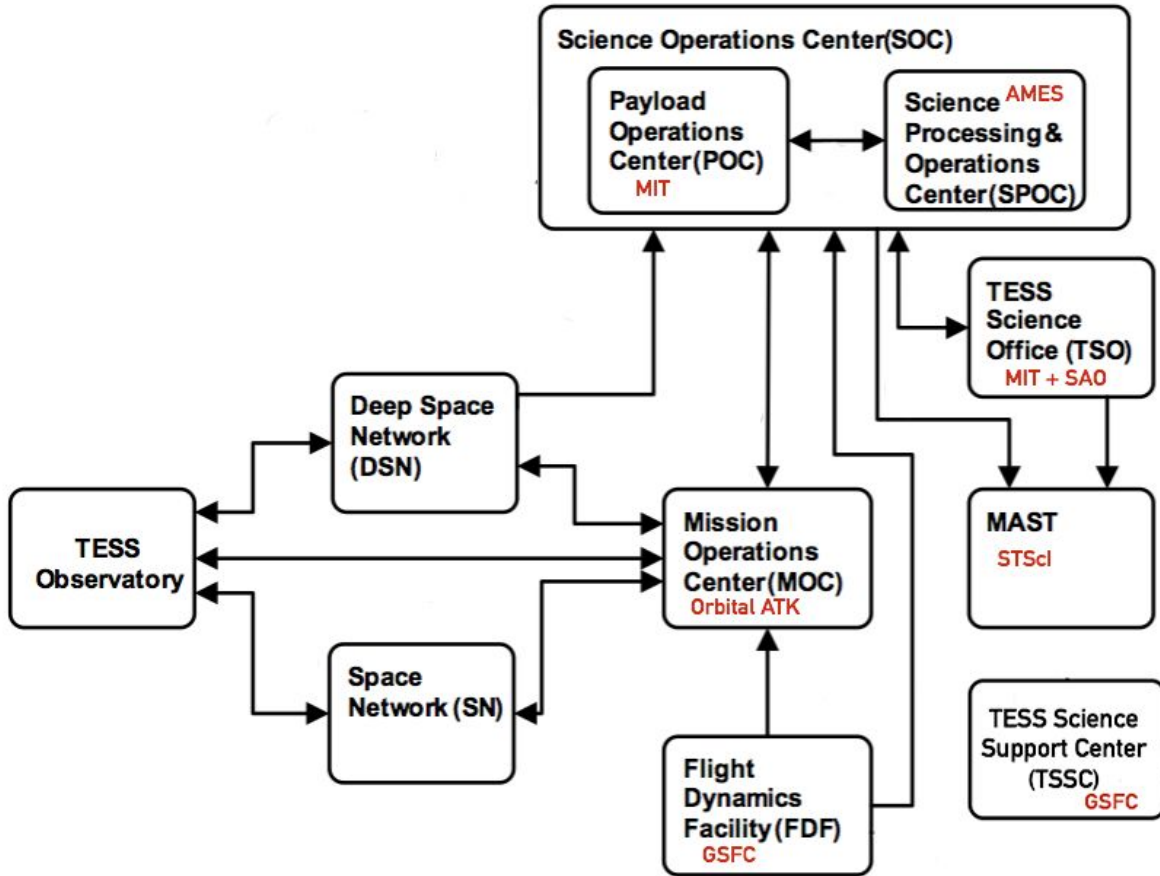 Science Operations Center(SOC)
Payload
Operations
Center(POC)
MIT
Science AMES
Processing &
Operations
Center(SPOC)
TESS
Science
Office (TSO)
MIT + SAO
Deep Space
Network
(DSN)
TESS
Observatory
Mission
Operations
Center(MOC)
Orbital ATK
MAST
STScI
Space
Network (SN)
Flight
Dynamics
Facility(FDF)
GSFC
TESS Science
Support Center
(TSSC)
GSFC